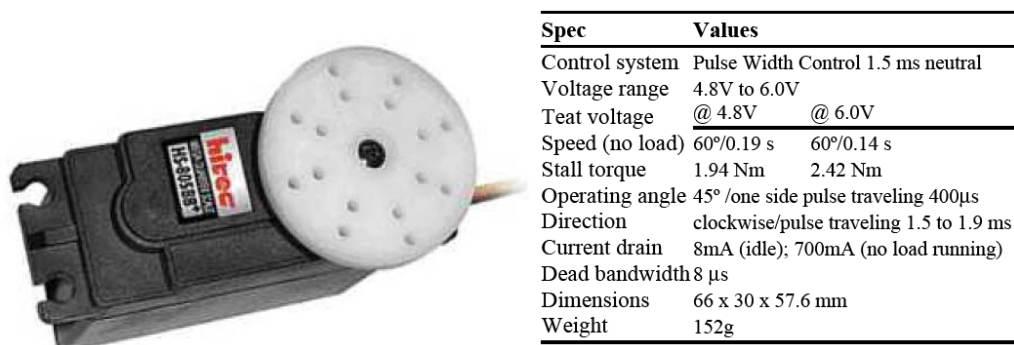 hitec
HS-805BB+
Spec Values
Control system Pulse Width Control 1.5 ms neutral
Voltage range 4.8V to 6.0V
Teat voltage @ 4.8V @ 6.0V
Speed (no load) 60º/0.19 s 60º/0.14 s
Stall torque 1.94 Nm 2.42 Nm
Operating angle 45º /one side pulse traveling 400μs
Direction clockwise/pulse traveling 1.5 to 1.9 ms
Current drain 8mA (idle); 700mA (no load running)
Dead bandwidth 8 μs
Dimensions 66 x 30 x 57.6 mm
Weight 152g